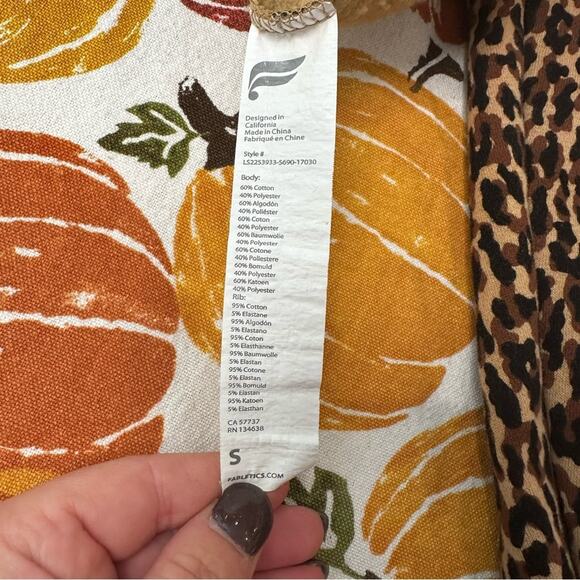 Designed in
California
Made in China
Fabriqué en Chine
Style #
LS2253933-5690-17030
Body:
60% Cotton
40% Polyester
60% Algodón
40% Poliéster
60% Coton
40% Polyester
60% Baumwolle
40% Polyester
60% Cotone
40% Poliestere
60% Bomuld
40% Polyester
60% Katoen
40% Polyester
Rib:
95% Cotton
5% Elastane
95% Algodón
5% Elastano
95% Coton
5% Elasthanne
95% Baumwolle
5% Elastan
95% Cotone
5% Elastan
95% Bomuld
5% Elastan
95% Katoen
5% Elasthan
CA 57737
RN 134638
S
FABLETICS.COM